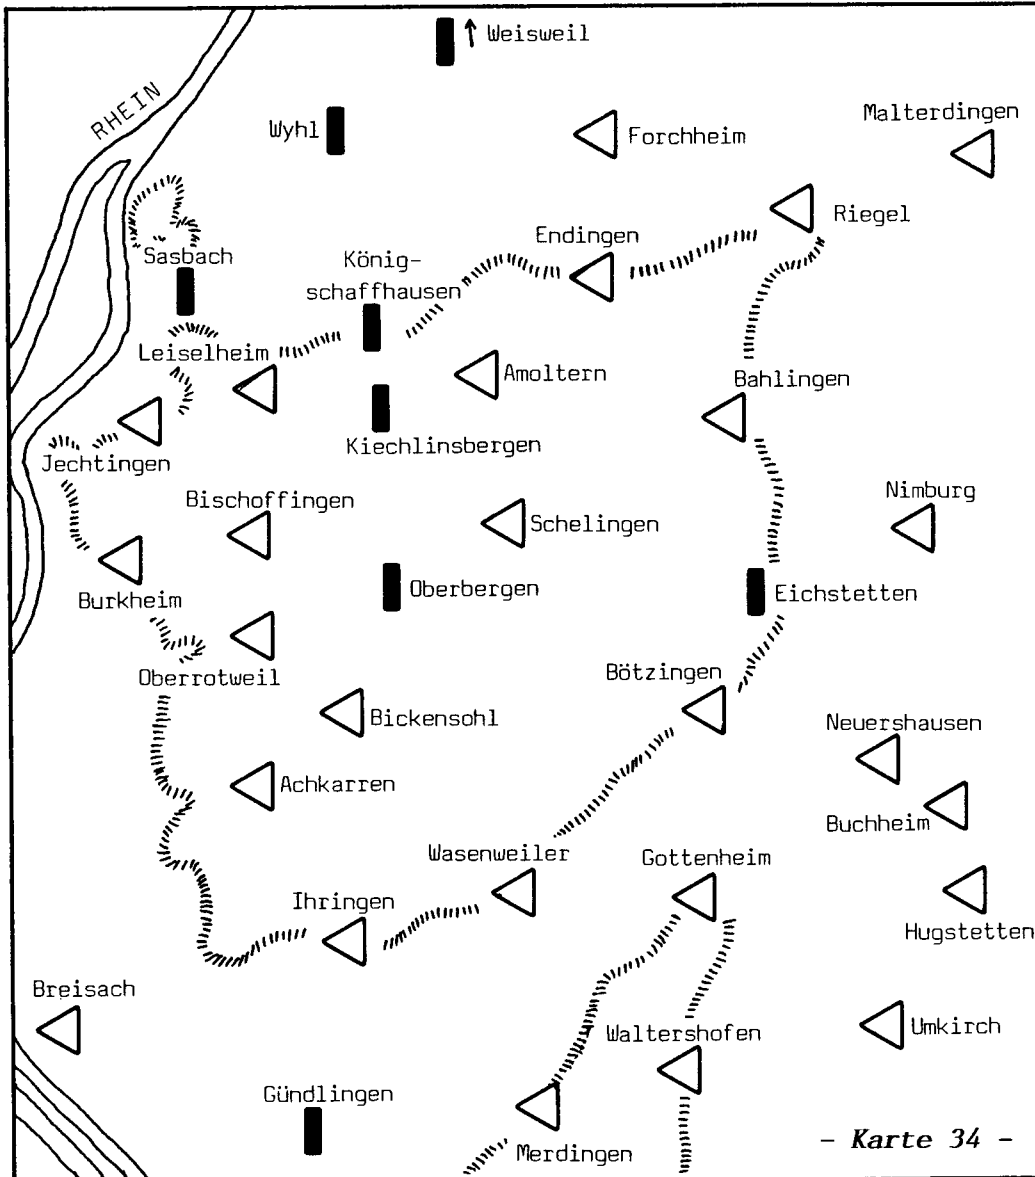 Weisweil
RHEIN
Wyhl
Forchheim
Malterdingen
Riegel
Sasbach
Endingen
König-
schaffhausen
Leiselheim
Amoltern
Bahlingen
Kiechlinsbergen
Jechtingen
Bischoffingen
Schelingen
Nimburg
Burkheim
Oberbergen
Eichstetten
Oberrotweil
Bötzingen
Bickensohl
Neuershausen
Achkarren
Buchheim
Wasenweiler
Gottenheim
Ihringen
Hugstetten
Breisach
Waltershofen
Umkirch
Gündlingen
Merdingen
- Karte 34 -